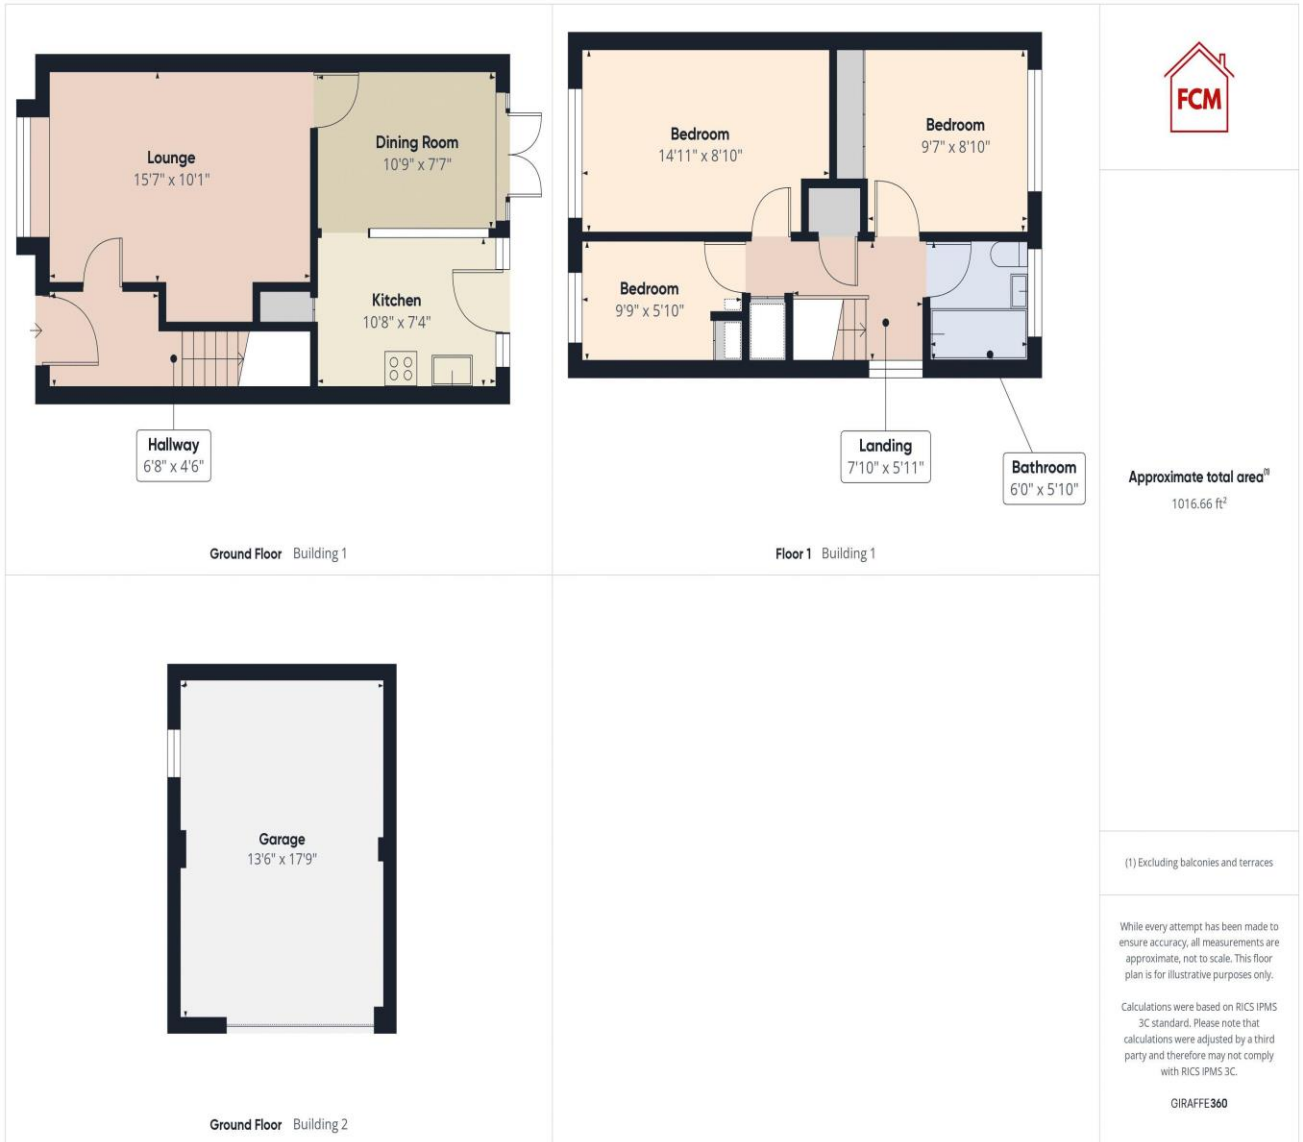 Lounge
15'7" x 10'1"
Dining Room
10'9" x 7'7"
Kitchen
10'8" x 7'4"
Hallway
6'8" x 4'6"
Ground Floor Building 1
Bedroom
14'11" x 8'10"
Bedroom
9'7" x 8'10"
Bedroom
9'9" x 5'10"
Landing
7'10" x 5'11"
Bathroom
6'0" x 5'10"
Floor 1 Building 1
Garage
13'6" x 17'9"
Ground Floor Building 2
FCM
Approximate total area⁽¹⁾
1016.66 ft²
(1) Excluding balconies and terraces
While every attempt has been made to
ensure accuracy, all measurements are
approximate, not to scale. This floor
plan is for illustrative purposes only.
Calculations were based on RICS IPMS
3C standard. Please note that
calculations were adjusted by a third
party and therefore may not comply
with RICS IPMS 3C.
GIRAFFE360